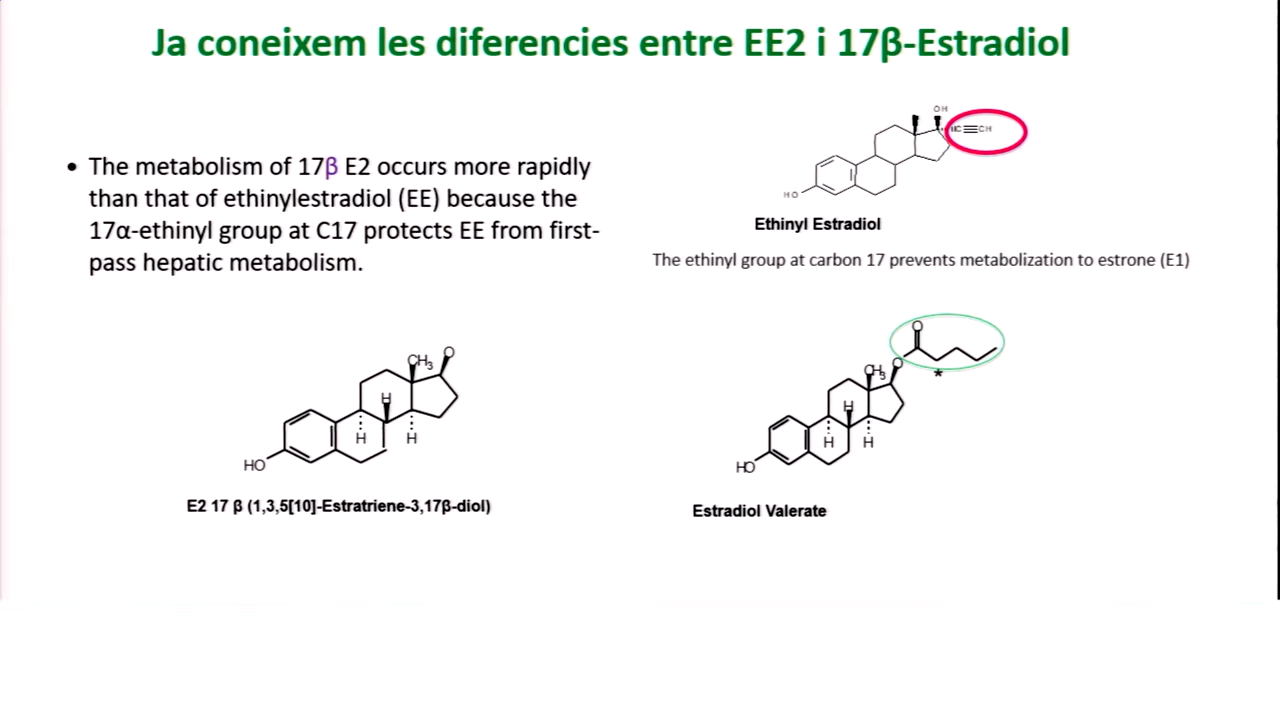 Ja coneixem les diferencies entre EE2 i 17β-Estradiol
• The metabolism of 17β E2 occurs more rapidly
than that of ethinylestradiol (EE) because the
17α-ethinyl group at C17 protects EE from first-
pass hepatic metabolism.
OH
C≡CH
HO
Ethinyl Estradiol
The ethinyl group at carbon 17 prevents metabolization to estrone (E1)
CH3 O
H
H H
HO
E2 17 β (1,3,5[10]-Estratriene-3,17β-diol)
O
O
CH3 *
H
H H
HO
Estradiol Valerate